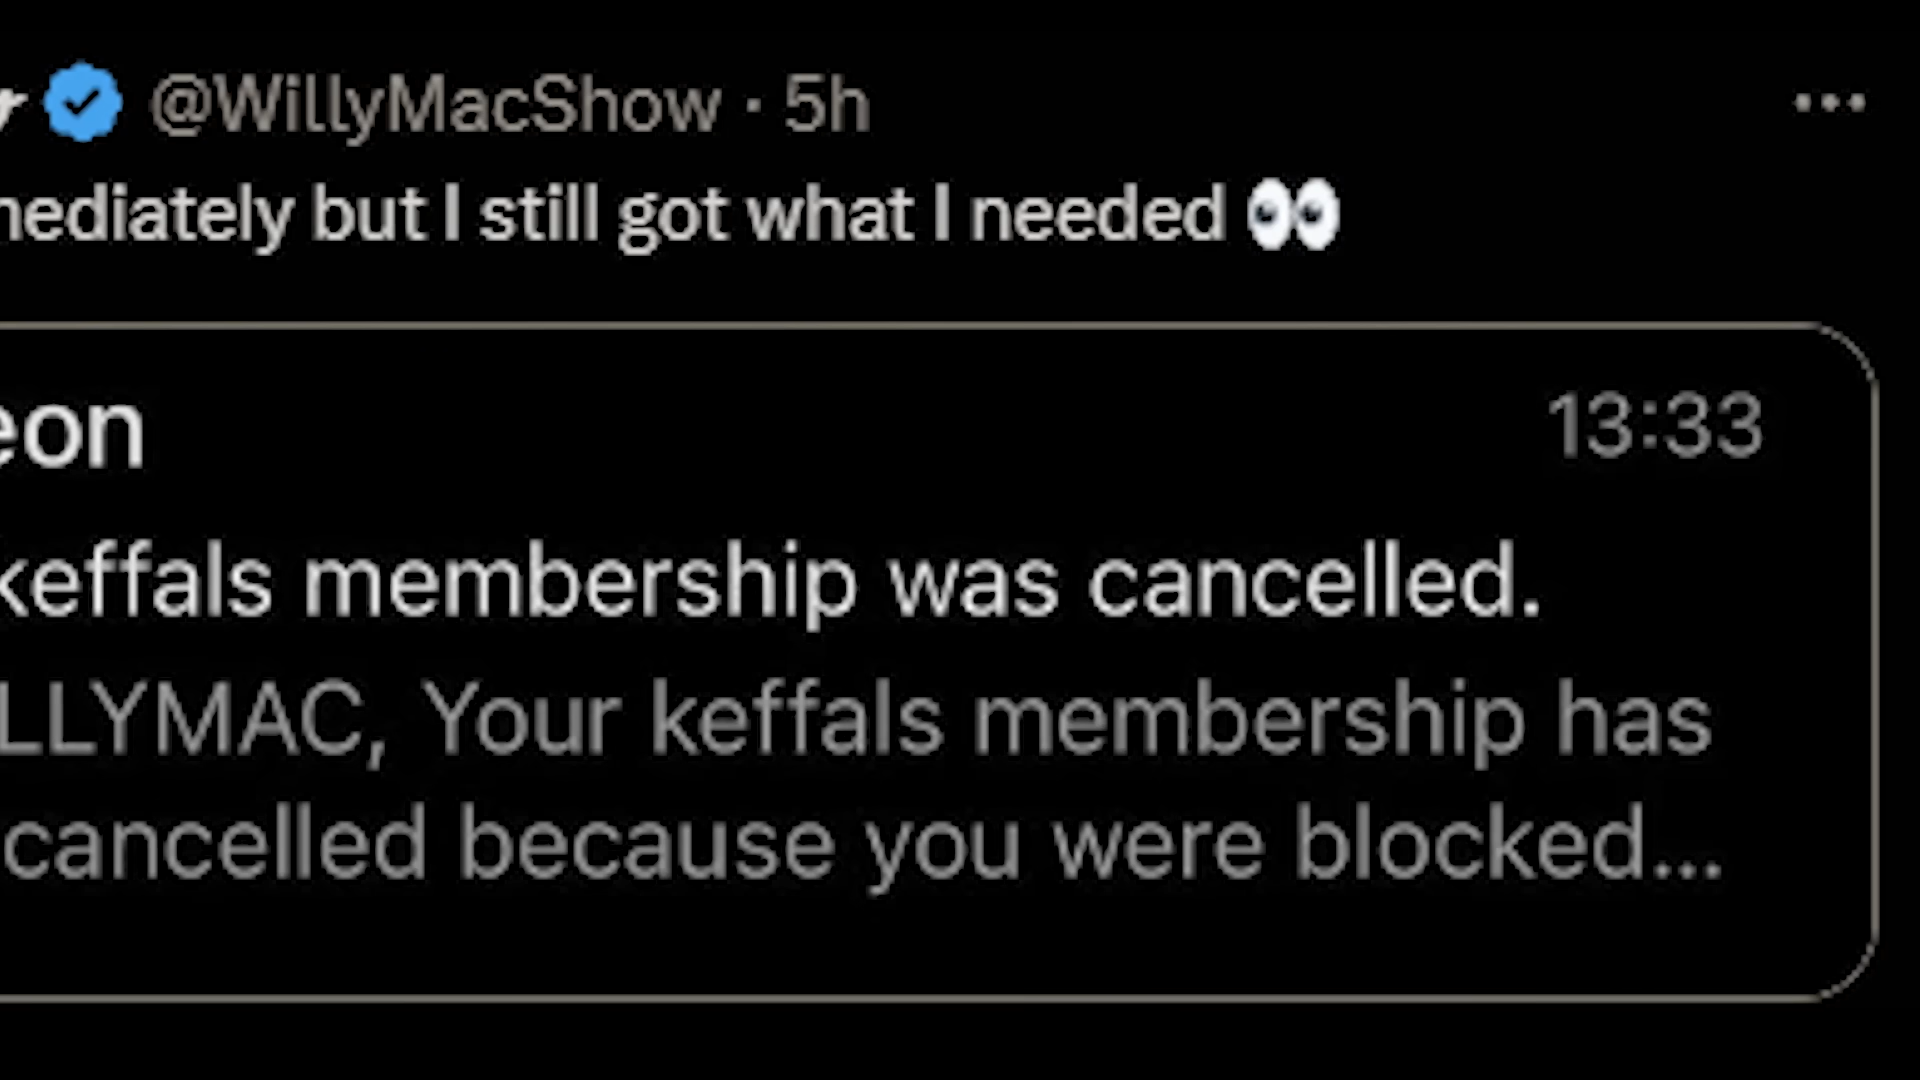 @WillyMacShow · 5h
mediately but I still got what I needed 👀
eon
13:33
keffals membership was cancelled.
LLYMAC, Your keffals membership has
cancelled because you were blocked...